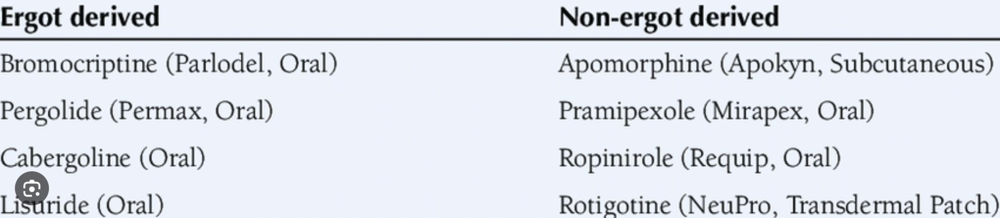 Ergot derived Non-ergot derived
Bromocriptine (Parlodel, Oral) Apomorphine (Apokyn, Subcutaneous)
Pergolide (Permax, Oral) Pramipexole (Mirapex, Oral)
Cabergoline (Oral) Ropinirole (Requip, Oral)
Lisuride (Oral) Rotigotine (NeuPro, Transdermal Patch)